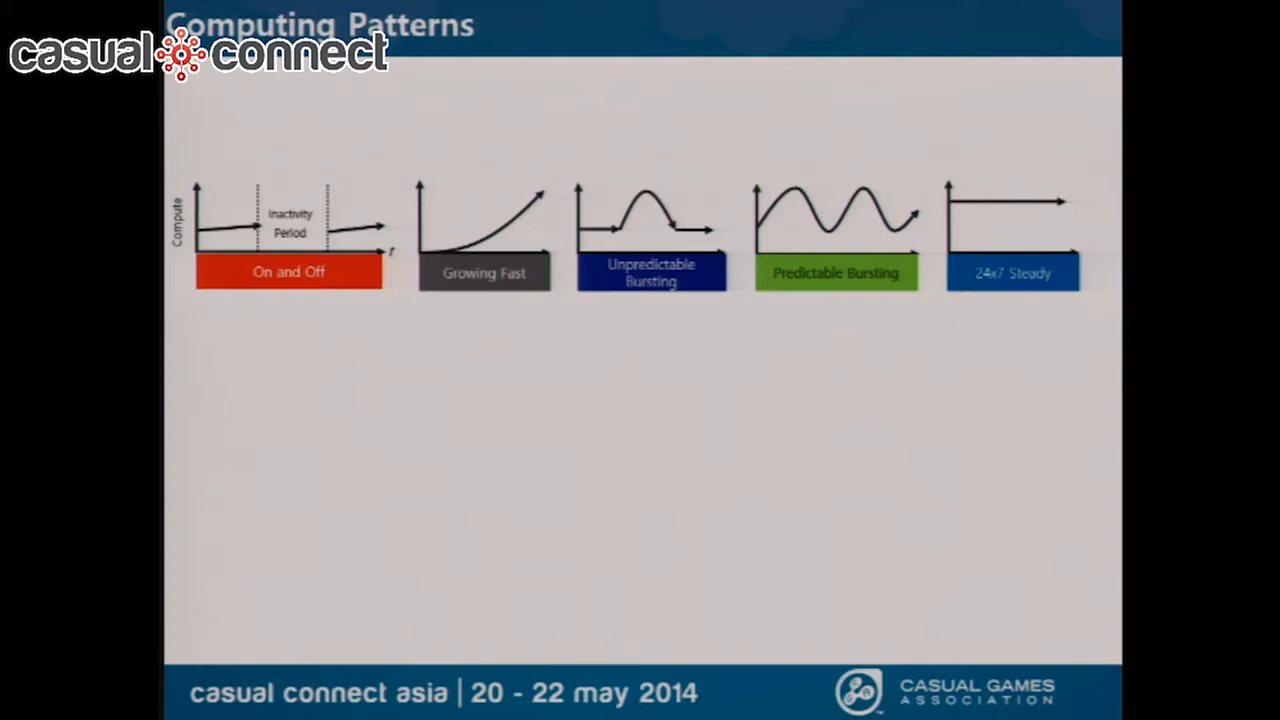 Computing Patterns
casual connect
Compute
Inactivity
Period
t
On and Off
Growing Fast
Unpredictable
Bursting
Predictable Bursting
24x7 Steady
casual connect asia | 20 - 22 may 2014
CASUAL GAMES
ASSOCIATION